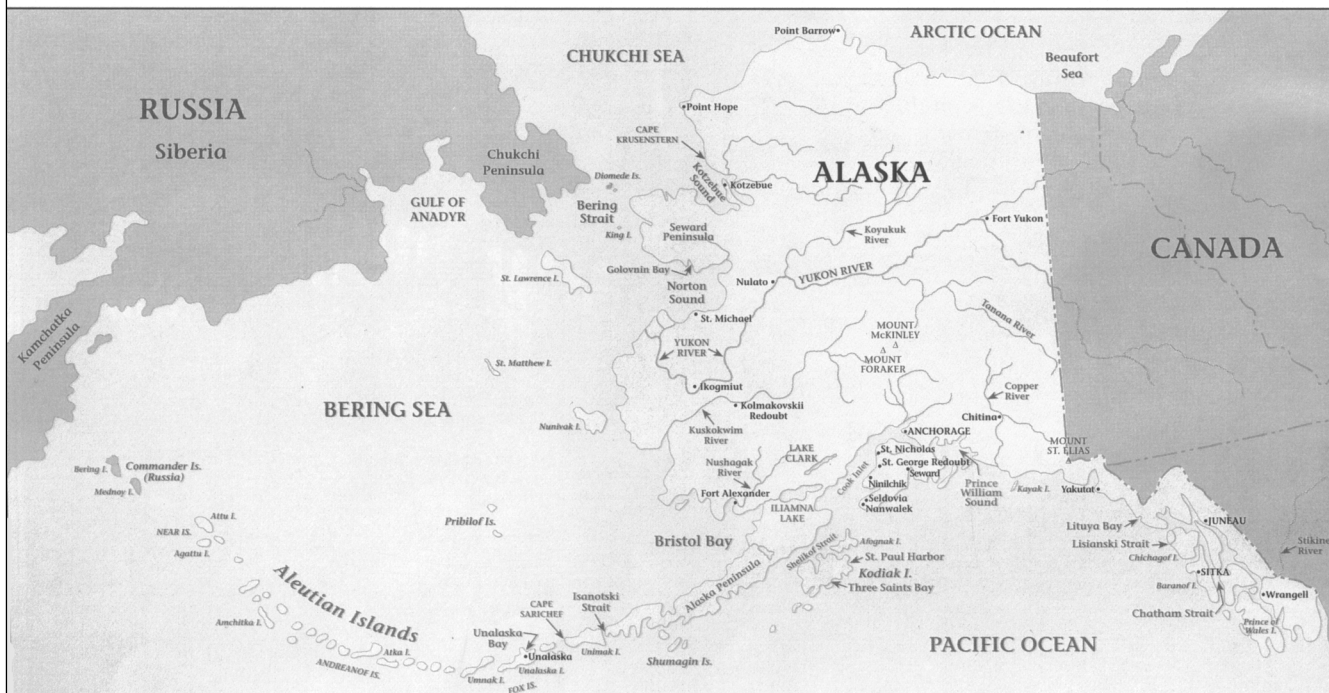 Point Barrow
ARCTIC OCEAN
CHUKCHI SEA
Beaufort
Sea
RUSSIA
Siberia
Point Hope
CAPE
KRUSENSTERN
Chukchi
Peninsula
ALASKA
Diomede Is.
Kotzebue
Sound
Kotzebue
GULF OF
ANADYR
Bering
Strait
Fort Yukon
King I.
Seward
Peninsula
Koyukuk
River
CANADA
Golovnin Bay
St. Lawrence I.
Norton
Sound
Nulato
YUKON RIVER
Tanana River
St. Michael
Kamchatka
Peninsula
YUKON
RIVER
MOUNT
McKINLEY
MOUNT
FORAKER
St. Matthew I.
Ikogmiut
Copper
River
BERING SEA
Kolmakovskii
Redoubt
Chitina
Nunivak I.
Kuskokwim
River
ANCHORAGE
MOUNT
ST. ELIAS
LAKE
CLARK
St. Nicholas
Nushagak
River
St. George Redoubt
Seward
Cook Inlet
Bering I.
Commander Is.
(Russia)
Mednoy I.
Ninilchik
Prince
William
Sound
Kayak I.
Yakutat
Fort Alexander
Seldovia
Nanwalek
ILIAMNA
LAKE
Attu I.
NEAR IS.
Agattu I.
Pribilof Is.
Lituya Bay
JUNEAU
Bristol Bay
Shelikof Strait
Afognak I.
Lisianski Strait
Stikine
River
St. Paul Harbor
Chichagof I.
Kodiak I.
Three Saints Bay
SITKA
Baranof I.
Alaska Peninsula
Aleutian Islands
Isanotski
Strait
CAPE
SARICHEF
Wrangell
Chatham Strait
Amchitka I.
Unalaska
Bay
Prince of
Wales I.
PACIFIC OCEAN
Atka I.
Unalaska
Unimak I.
Shumagin Is.
ANDREANOF IS.
Umnak I.
Unalaska I.
FOX IS.